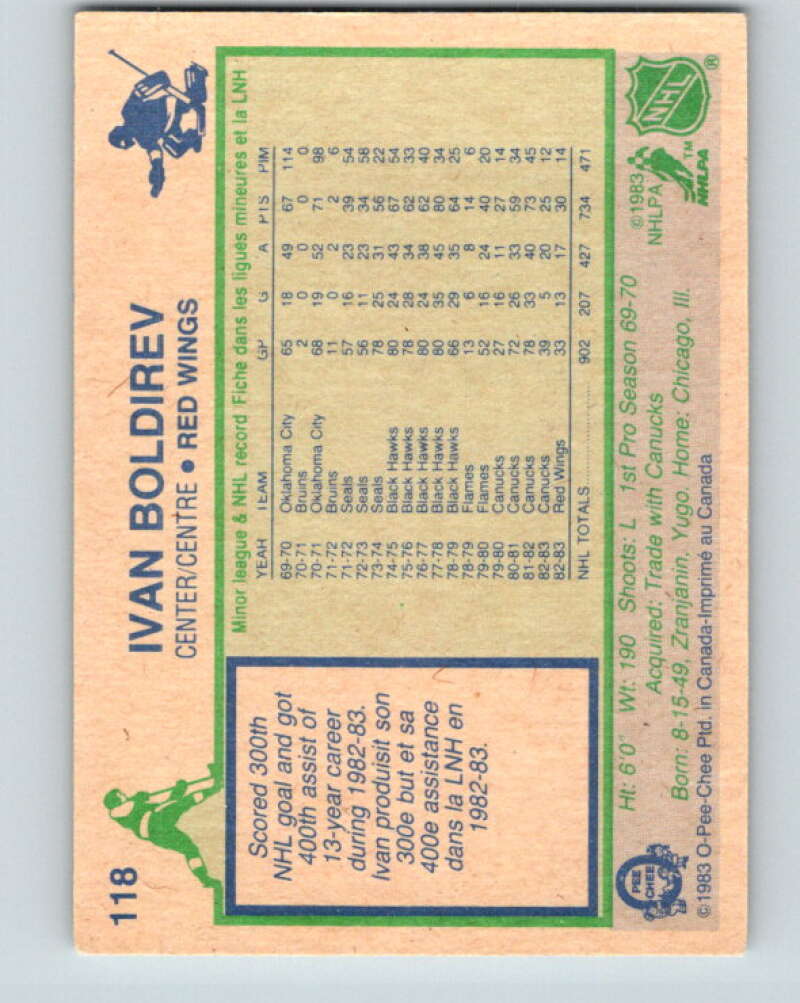 118
IVAN BOLDIREV
CENTER/CENTRE • RED WINGS
Scored 300th
NHL goal and got
400th assist of
13-year career
during 1982-83.
Ivan produisit son
300e but et sa
400e assistance
dans la LNH en
1982-83.
Minor league & NHL record / Fiche dans les ligues mineures et la LNH
YEAH TEAM GP G A PTS PIM
69-70 Oklahoma City 65 18 49 67 114
70-71 Bruins 2 0 0 0 0
70-71 Oklahoma City 68 19 52 71 98
71-72 Bruins 11 0 2 2 6
71-72 Seals 57 16 23 39 54
72-73 Seals 56 11 23 34 58
73-74 Seals 78 25 31 56 22
74-75 Black Hawks 80 24 43 67 54
75-76 Black Hawks 78 28 34 62 33
76-77 Black Hawks 80 24 38 62 40
77-78 Black Hawks 80 35 45 80 34
78-79 Black Hawks 66 29 35 64 25
78-79 Flames 13 6 8 14 6
79-80 Flames 52 16 24 40 20
79-80 Canucks 27 16 11 27 14
80-81 Canucks 72 26 33 59 34
81-82 Canucks 78 33 40 73 45
82-83 Canucks 39 5 20 25 12
82-83 Red Wings 33 13 17 30 14
NHL TOTALS 902 207 427 734 471
Ht: 6'0" Wt: 190 Shoots: L 1st Pro Season 69-70
Acquired: Trade with Canucks
Born: 8-15-49, Zranjanin, Yugo. Home: Chicago, Ill.
©1983 O-Pee-Chee Ptd. in Canada-Imprimé au Canada
O PEE CHEE
NHL ®
©1983
NHLPA
NHLPA ™